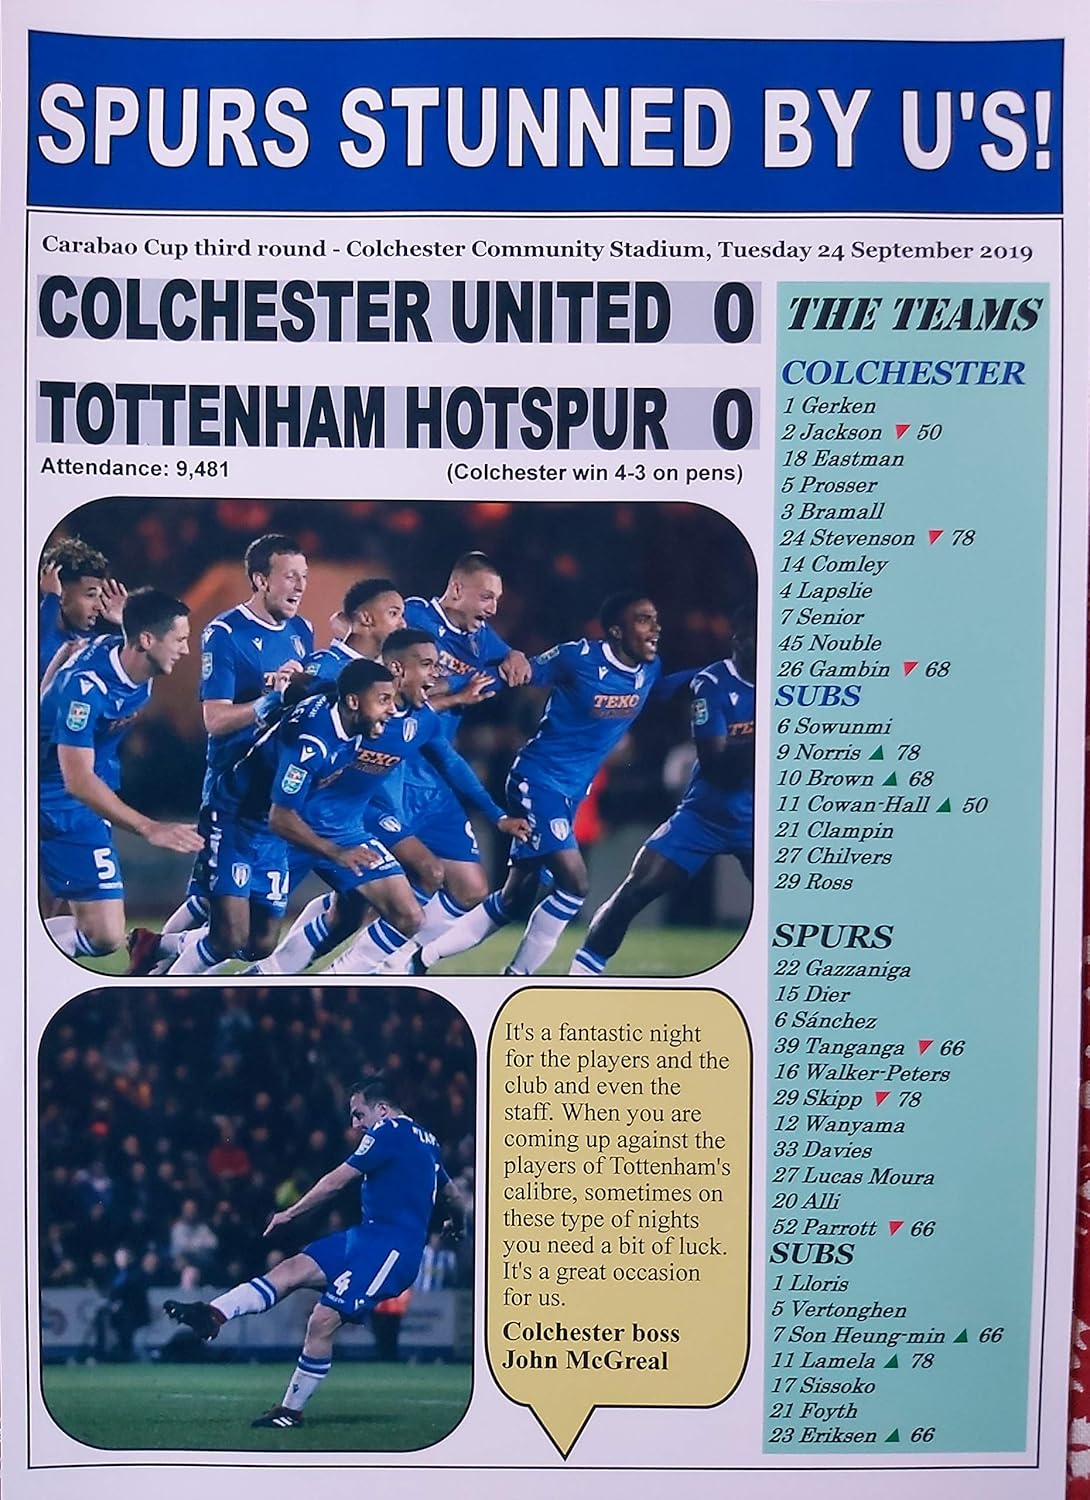 SPURS STUNNED BY U'S!
Carabao Cup third round - Colchester Community Stadium, Tuesday 24 September 2019
COLCHESTER UNITED 0
TOTTENHAM HOTSPUR 0
Attendance: 9,481 (Colchester win 4-3 on pens)
TEXO
TEXO
TEXO
5
4
It's a fantastic night
for the players and the
club and even the
staff. When you are
coming up against the
players of Tottenham's
calibre, sometimes on
these type of nights
you need a bit of luck.
It's a great occasion
for us.
Colchester boss
John McGreal
THE TEAMS
COLCHESTER
1 Gerken
2 Jackson ▼ 50
18 Eastman
5 Prosser
3 Bramall
24 Stevenson ▼ 78
14 Comley
4 Lapslie
7 Senior
45 Nouble
26 Gambin ▼ 68
SUBS
6 Sowunmi
9 Norris ▲ 78
10 Brown ▲ 68
11 Cowan-Hall ▲ 50
21 Clampin
27 Chilvers
29 Ross
SPURS
22 Gazzaniga
15 Dier
6 Sánchez
39 Tanganga ▼ 66
16 Walker-Peters
29 Skipp ▼ 78
12 Wanyama
33 Davies
27 Lucas Moura
20 Alli
52 Parrott ▼ 66
SUBS
1 Lloris
5 Vertonghen
7 Son Heung-min ▲ 66
11 Lamela ▲ 78
17 Sissoko
21 Foyth
23 Eriksen ▲ 66